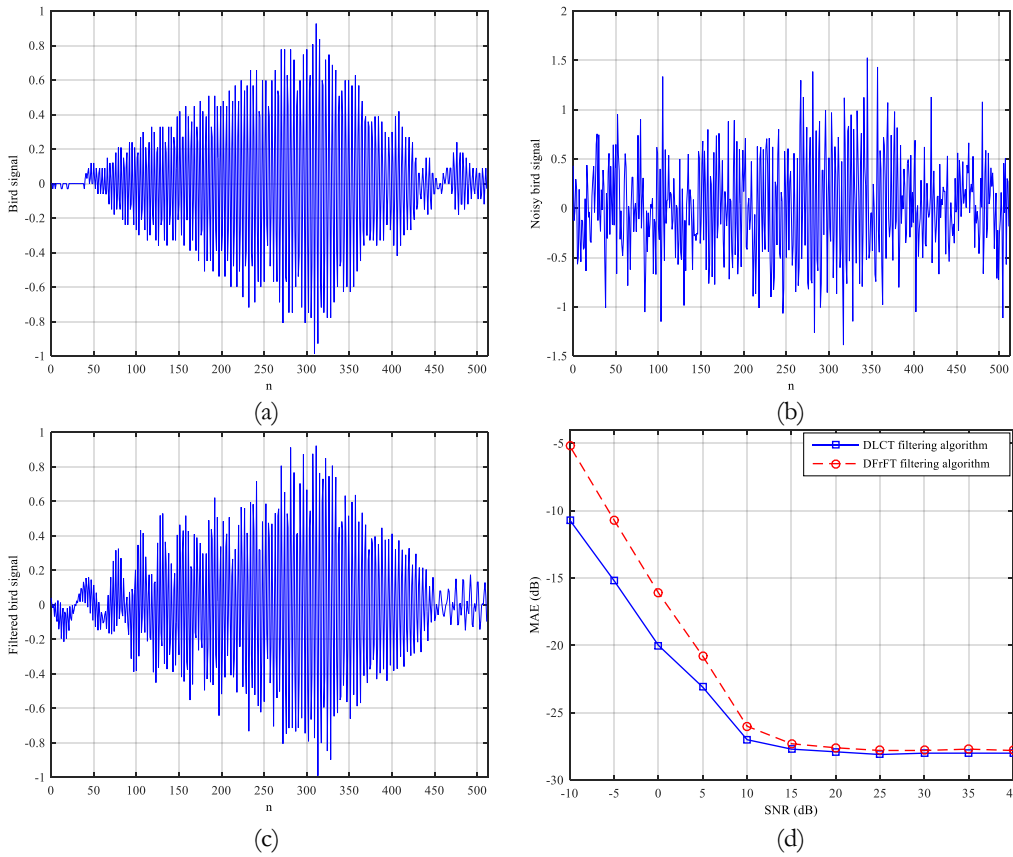 1
0.8
0.6
0.4
0.2
0
-0.2
-0.4
-0.6
-0.8
-1
Bird signal
0 50 100 150 200 250 300 350 400 450 500
n
(a)
2
1.5
1
0.5
0
-0.5
-1
-1.5
Noisy bird signal
0 50 100 150 200 250 300 350 400 450 500
n
(b)
1
0.8
0.6
0.4
0.2
0
-0.2
-0.4
-0.6
-0.8
-1
Filtered bird signal
0 50 100 150 200 250 300 350 400 450 500
n
(c)
DLCT filtering algorithm
DFrFT filtering algorithm
-5
-10
-15
-20
-25
-30
MAE (dB)
-10 -5 0 5 10 15 20 25 30 35
SNR (dB)
(d)